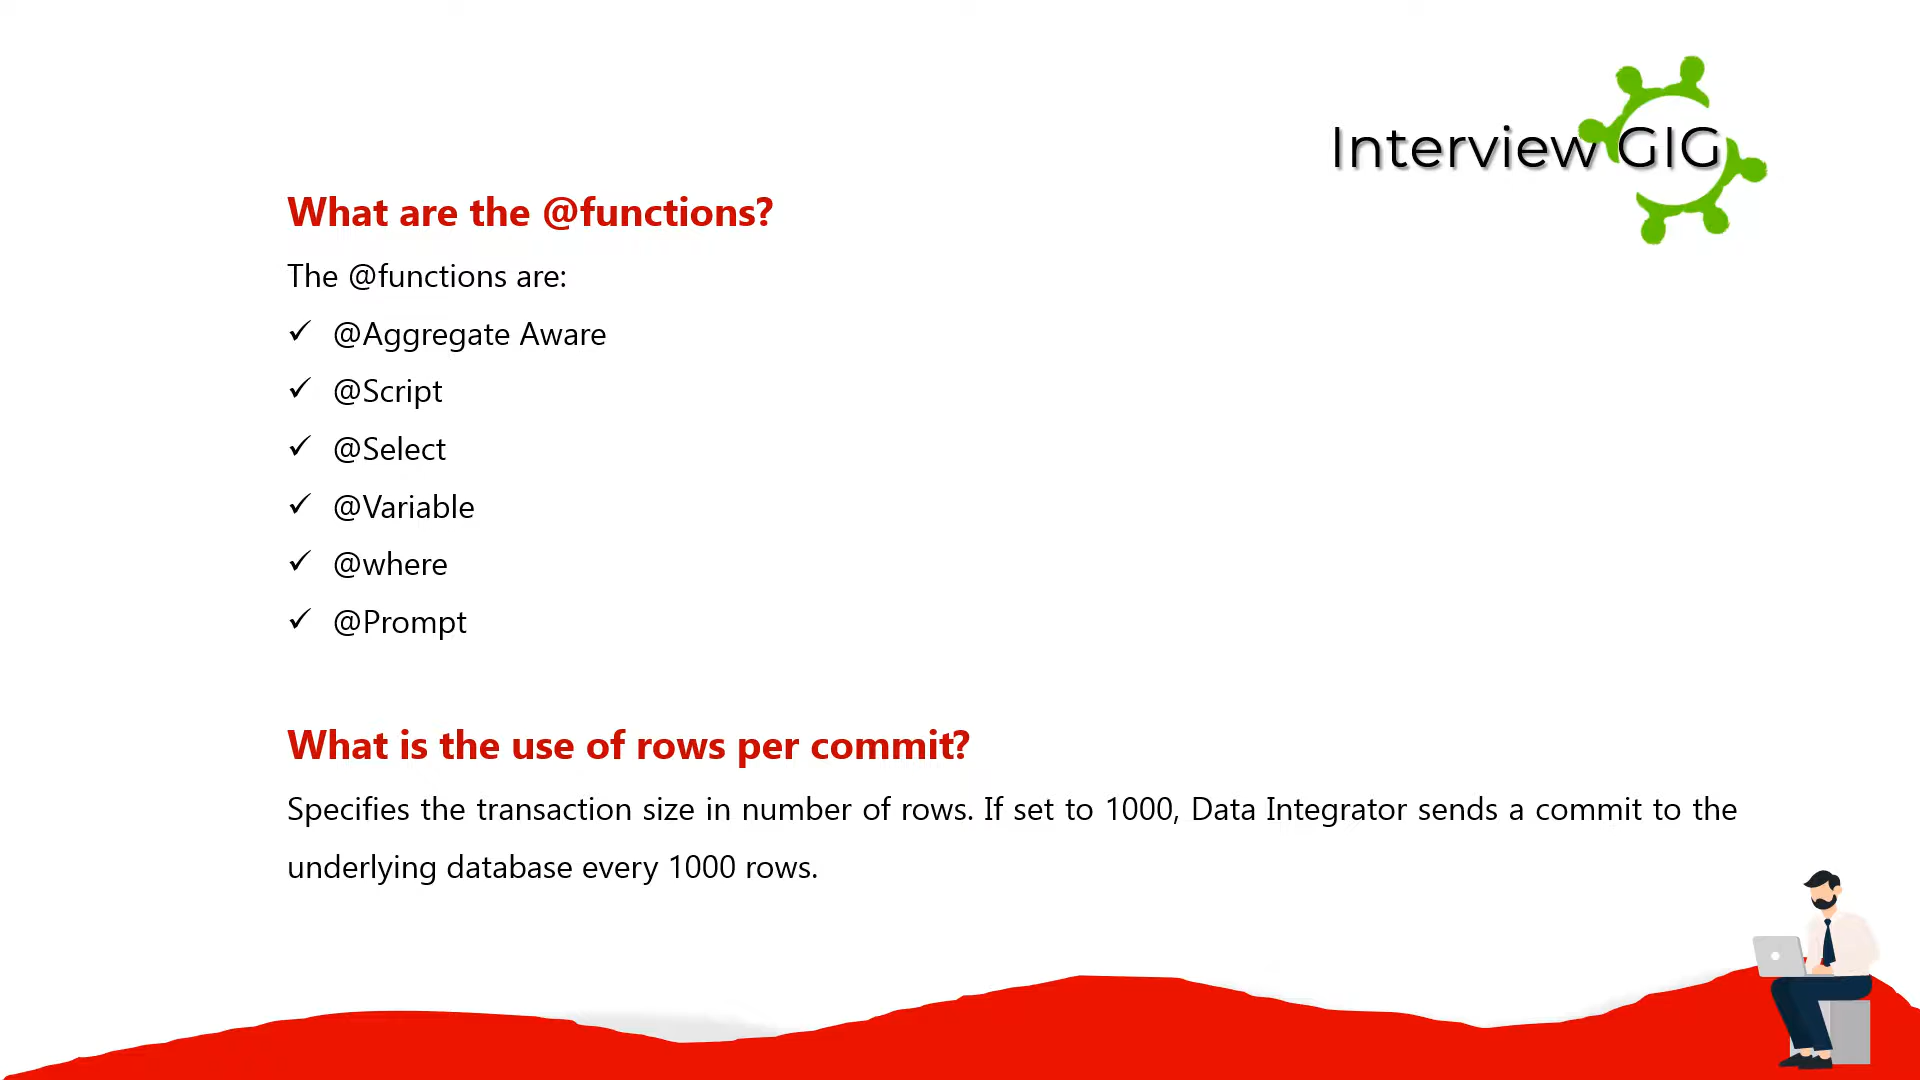 Interview GIG
What are the @functions?
The @functions are:
✓ @Aggregate Aware
✓ @Script
✓ @Select
✓ @Variable
✓ @where
✓ @Prompt
What is the use of rows per commit?
Specifies the transaction size in number of rows. If set to 1000, Data Integrator sends a commit to the
underlying database every 1000 rows.